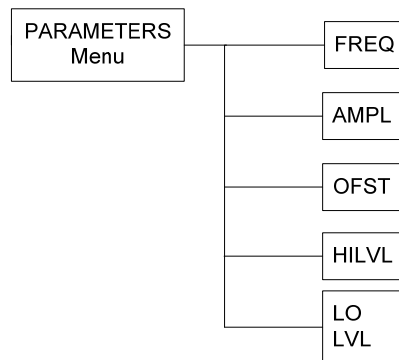 PARAMETERS
Menu
FREQ
AMPL
OFST
HILVL
LO
LVL